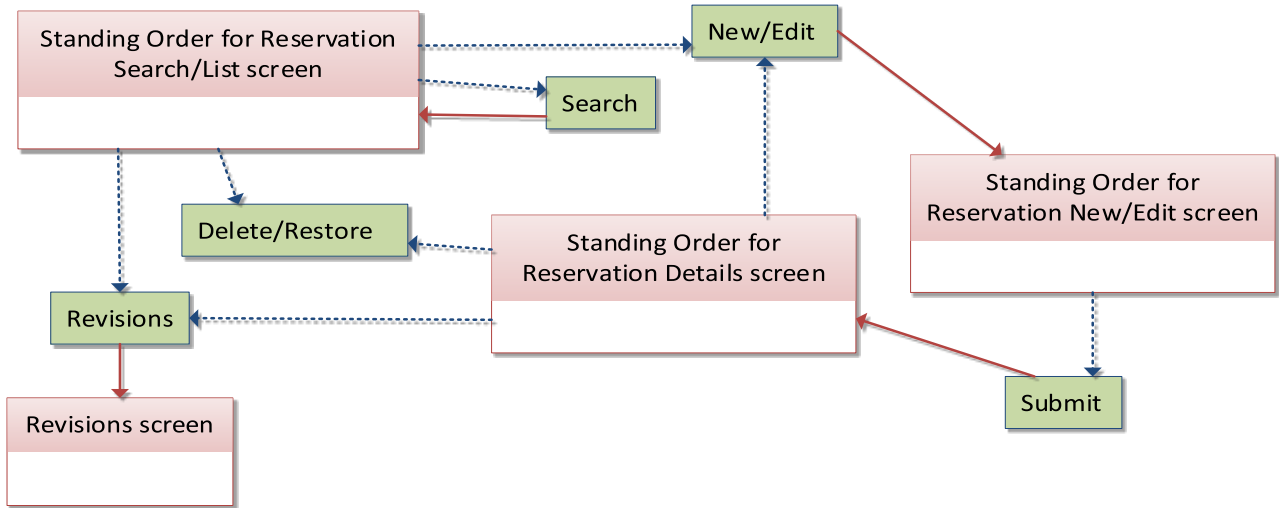 Standing Order for Reservation
Search/List screen
New/Edit
Search
Standing Order for
Reservation New/Edit screen
Delete/Restore
Standing Order for
Reservation Details screen
Revisions
Submit
Revisions screen